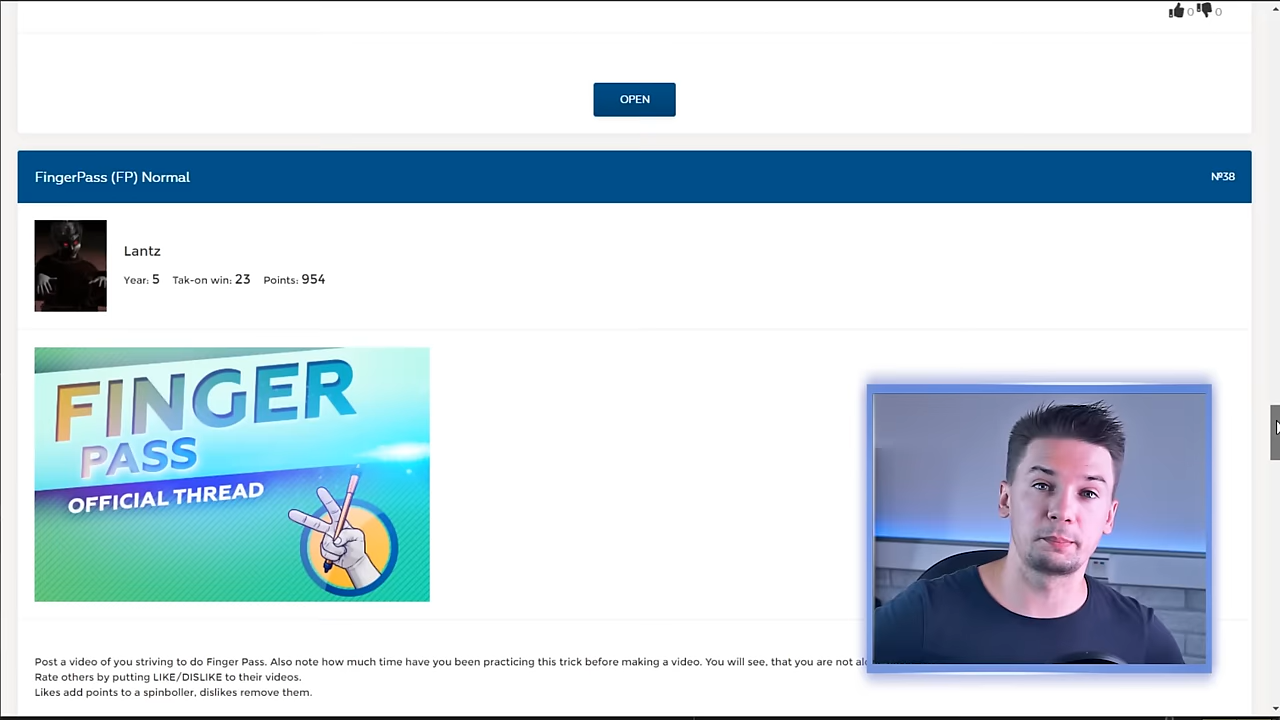 0 0
OPEN
FingerPass (FP) Normal
№38
Lantz
Year: 5 Tak-on win: 23 Points: 954
FINGER
PASS
OFFICIAL THREAD
Post a video of you striving to do Finger Pass. Also note how much time have you been practicing this trick before making a video. You will see, that you are not
Rate others by putting LIKE/DISLIKE to their videos.
Likes add points to a spinboller, dislikes remove them.